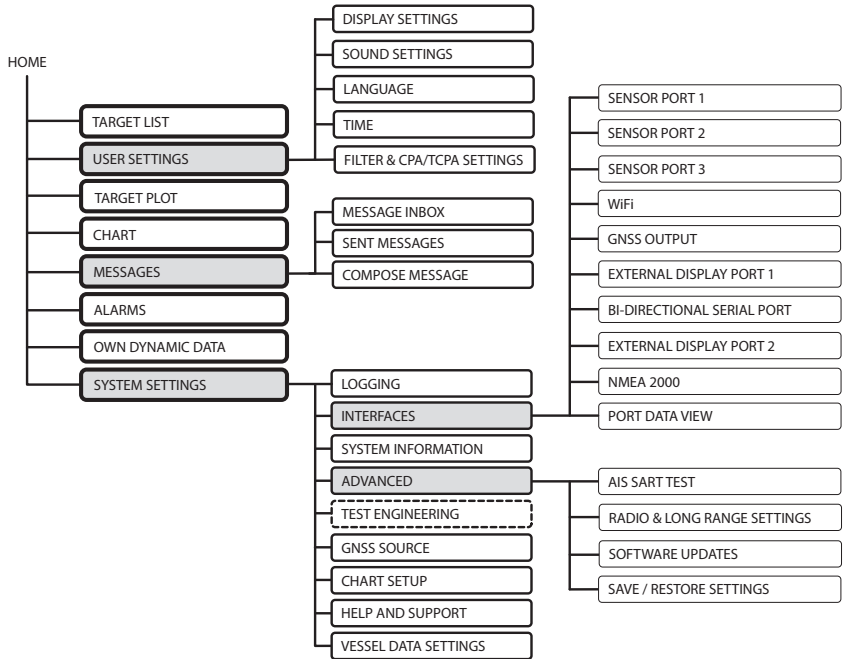 HOME
TARGET LIST
USER SETTINGS
TARGET PLOT
CHART
MESSAGES
ALARMS
OWN DYNAMIC DATA
SYSTEM SETTINGS
DISPLAY SETTINGS
SOUND SETTINGS
LANGUAGE
TIME
FILTER & CPA/TCPA SETTINGS
MESSAGE INBOX
SENT MESSAGES
COMPOSE MESSAGE
LOGGING
INTERFACES
SYSTEM INFORMATION
ADVANCED
TEST ENGINEERING
GNSS SOURCE
CHART SETUP
HELP AND SUPPORT
VESSEL DATA SETTINGS
SENSOR PORT 1
SENSOR PORT 2
SENSOR PORT 3
WiFi
GNSS OUTPUT
EXTERNAL DISPLAY PORT 1
BI-DIRECTIONAL SERIAL PORT
EXTERNAL DISPLAY PORT 2
NMEA 2000
PORT DATA VIEW
AIS SART TEST
RADIO & LONG RANGE SETTINGS
SOFTWARE UPDATES
SAVE / RESTORE SETTINGS